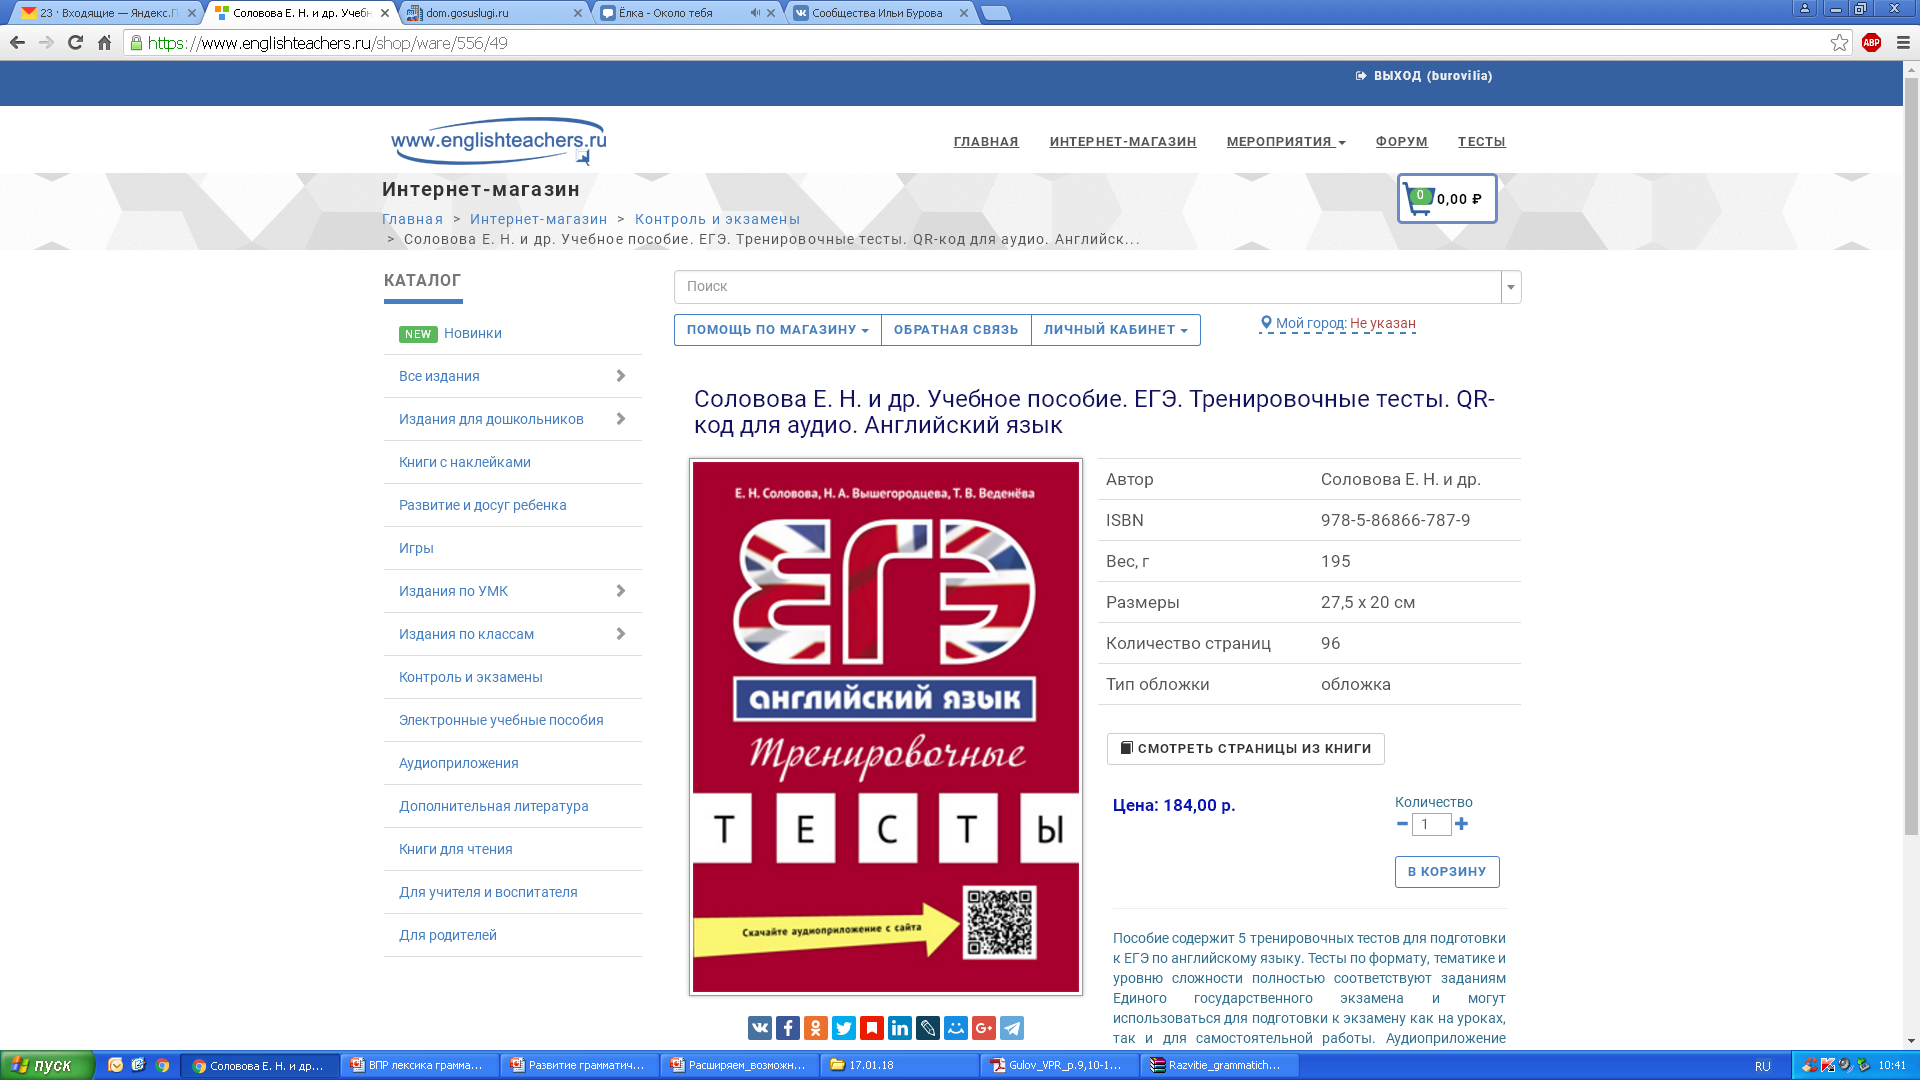 23 · Входящие — Яндекс.П
Соловова Е. Н. и др. Учебн
dom.gosuslugi.ru
Ёлка - Около тебя
Сообщества Ильи Бурова
https://www.englishteachers.ru/shop/ware/556/49
ABP
ВЫХОД (burovilia)
www.englishteachers.ru
ГЛАВНАЯ
ИНТЕРНЕТ-МАГАЗИН
МЕРОПРИЯТИЯ
ФОРУМ
ТЕСТЫ
Интернет-магазин
0
0,00 ₽
Главная > Интернет-магазин > Контроль и экзамены
> Соловова Е. Н. и др. Учебное пособие. ЕГЭ. Тренировочные тесты. QR-код для аудио. Английск...
КАТАЛОГ
NEW Новинки
Все издания
Издания для дошкольников
Книги с наклейками
Развитие и досуг ребенка
Игры
Издания по УМК
Издания по классам
Контроль и экзамены
Электронные учебные пособия
Аудиоприложения
Дополнительная литература
Книги для чтения
Для учителя и воспитателя
Для родителей
Поиск
ПОМОЩЬ ПО МАГАЗИНУ
ОБРАТНАЯ СВЯЗЬ
ЛИЧНЫЙ КАБИНЕТ
Мой город: Не указан
Соловова Е. Н. и др. Учебное пособие. ЕГЭ. Тренировочные тесты. QR-
код для аудио. Английский язык
Е. Н. Соловова, Н. А. Вышегородцева, Т. В. Веденёва
ЕГЭ
английский язык
Тренировочные
ТЕСТЫ
Скачайте аудиоприложение с сайта
Автор Соловова Е. Н. и др.
ISBN 978-5-86866-787-9
Вес, г 195
Размеры 27,5 x 20 см
Количество страниц 96
Тип обложки обложка
СМОТРЕТЬ СТРАНИЦЫ ИЗ КНИГИ
Цена: 184,00 р.
Количество
1
В КОРЗИНУ
Пособие содержит 5 тренировочных тестов для подготовки
к ЕГЭ по английскому языку. Тесты по формату, тематике и
уровню сложности полностью соответствуют заданиям
Единого государственного экзамена и могут
использоваться для подготовки к экзамену как на уроках,
так и для самостоятельной работы. Аудиоприложение
пуск
Соловова Е. Н. и др...
ВПР лексика грамма...
Развитие грамматич...
Расширяем_возможн...
17.01.18
Gulov_VPR_p.9,10-1...
Razvitie_grammatich...
RU
10:41